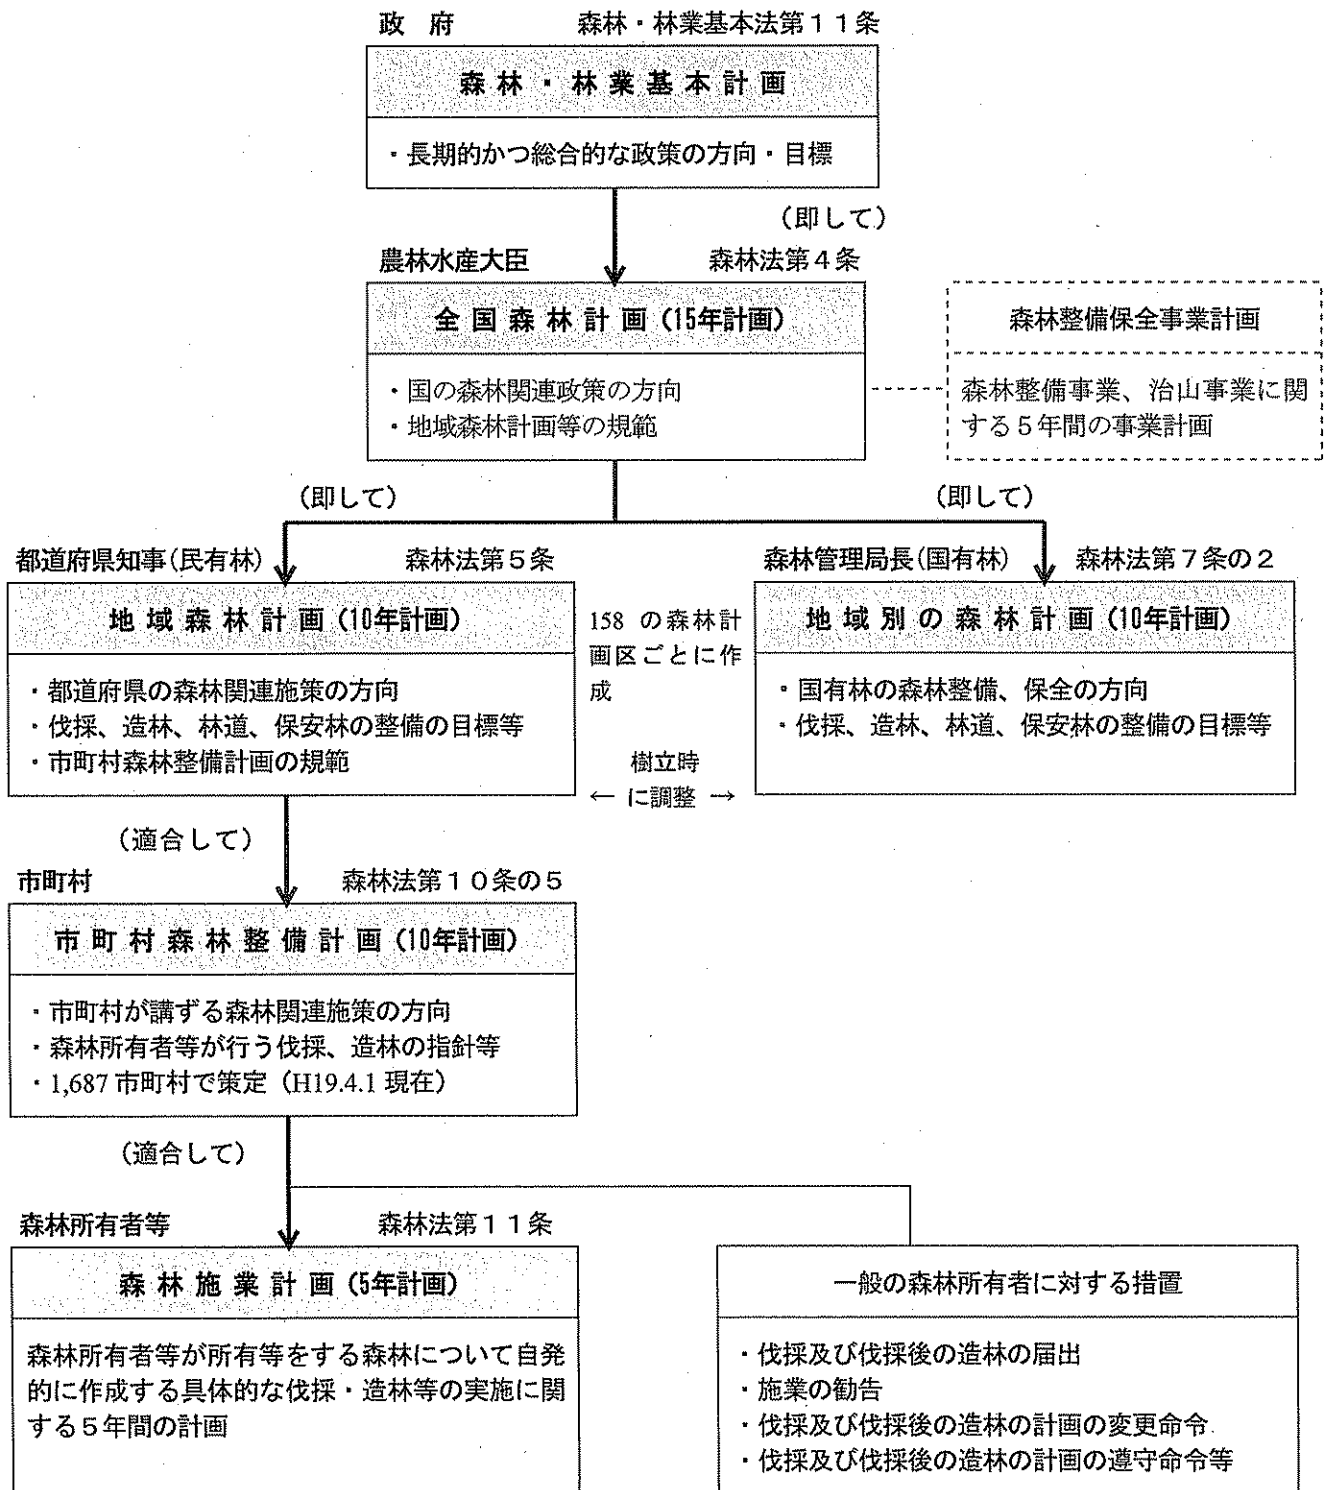 政　府　　森林・林業基本法第１１条
森林・林業基本計画
・長期的かつ総合的な政策の方向・目標
（即して）
農林水産大臣　　森林法第４条
全国森林計画（15年計画）
・国の森林関連政策の方向
・地域森林計画等の規範
森林整備保全事業計画
森林整備事業、治山事業に関
する５年間の事業計画
（即して）
（即して）
都道府県知事（民有林）　　森林法第５条
地域森林計画（10年計画）
・都道府県の森林関連施策の方向
・伐採、造林、林道、保安林の整備の目標等
・市町村森林整備計画の規範
158 の森林計
画区ごとに作
成
樹立時
← に調整 →
森林管理局長（国有林）　　森林法第７条の２
地域別の森林計画（10年計画）
・国有林の森林整備、保全の方向
・伐採、造林、林道、保安林の整備の目標等
（適合して）
市町村　　森林法第１０条の５
市町村森林整備計画（10年計画）
・市町村が講ずる森林関連施策の方向
・森林所有者等が行う伐採、造林の指針等
・1,687 市町村で策定（H19.4.1 現在）
（適合して）
森林所有者等　　森林法第１１条
森林施業計画（5年計画）
森林所有者等が所有等をする森林について自発
的に作成する具体的な伐採・造林等の実施に関
する５年間の計画
一般の森林所有者に対する措置
・伐採及び伐採後の造林の届出
・施業の勧告
・伐採及び伐採後の造林の計画の変更命令
・伐採及び伐採後の造林の計画の遵守命令等